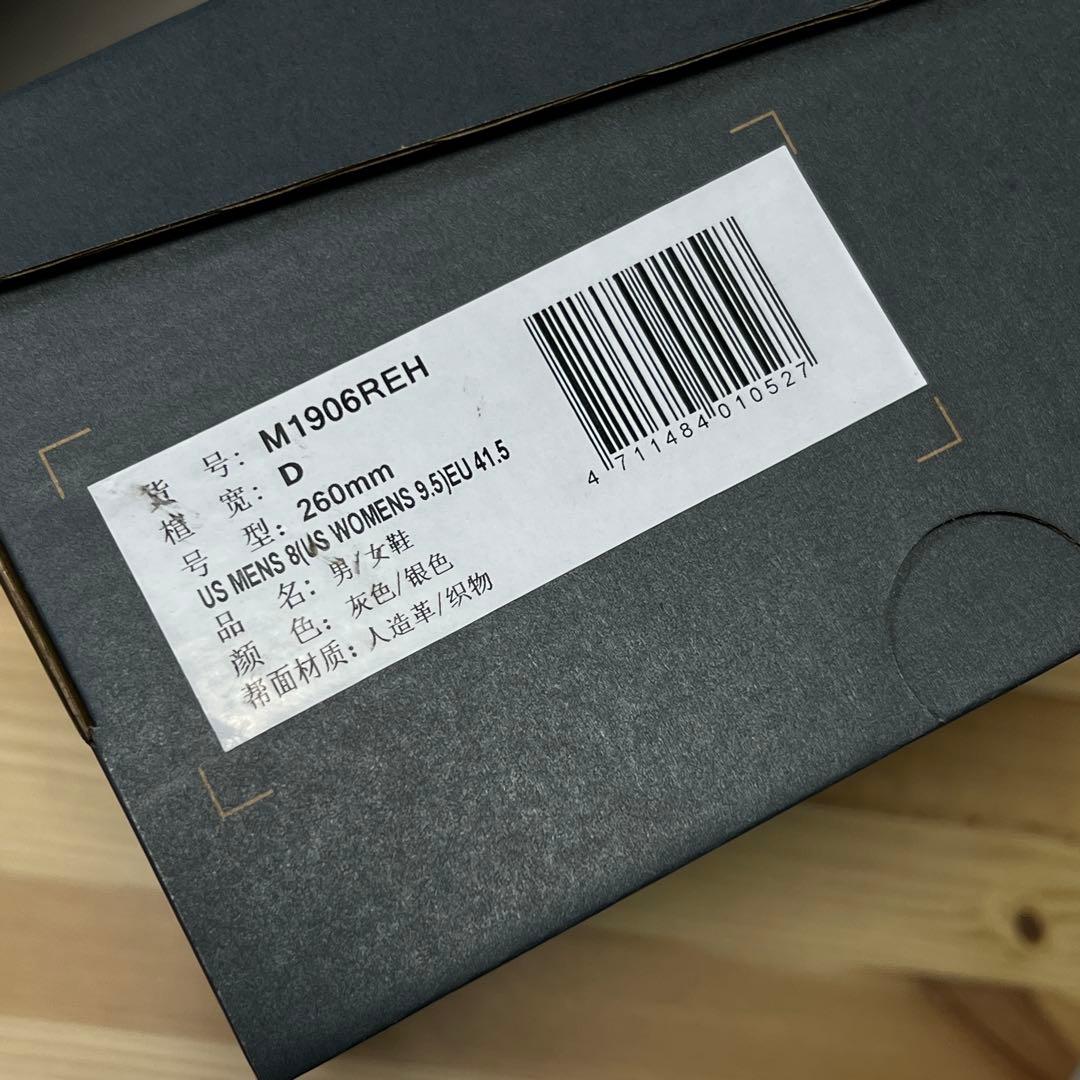 货 号: M1906REH
楦 宽: D
号 型: 260mm
US MENS 8(US WOMENS 9.5)EU 41.5
品 名: 男/女鞋
颜 色: 灰色/银色
帮面材质: 人造革/织物
4 711484 010527